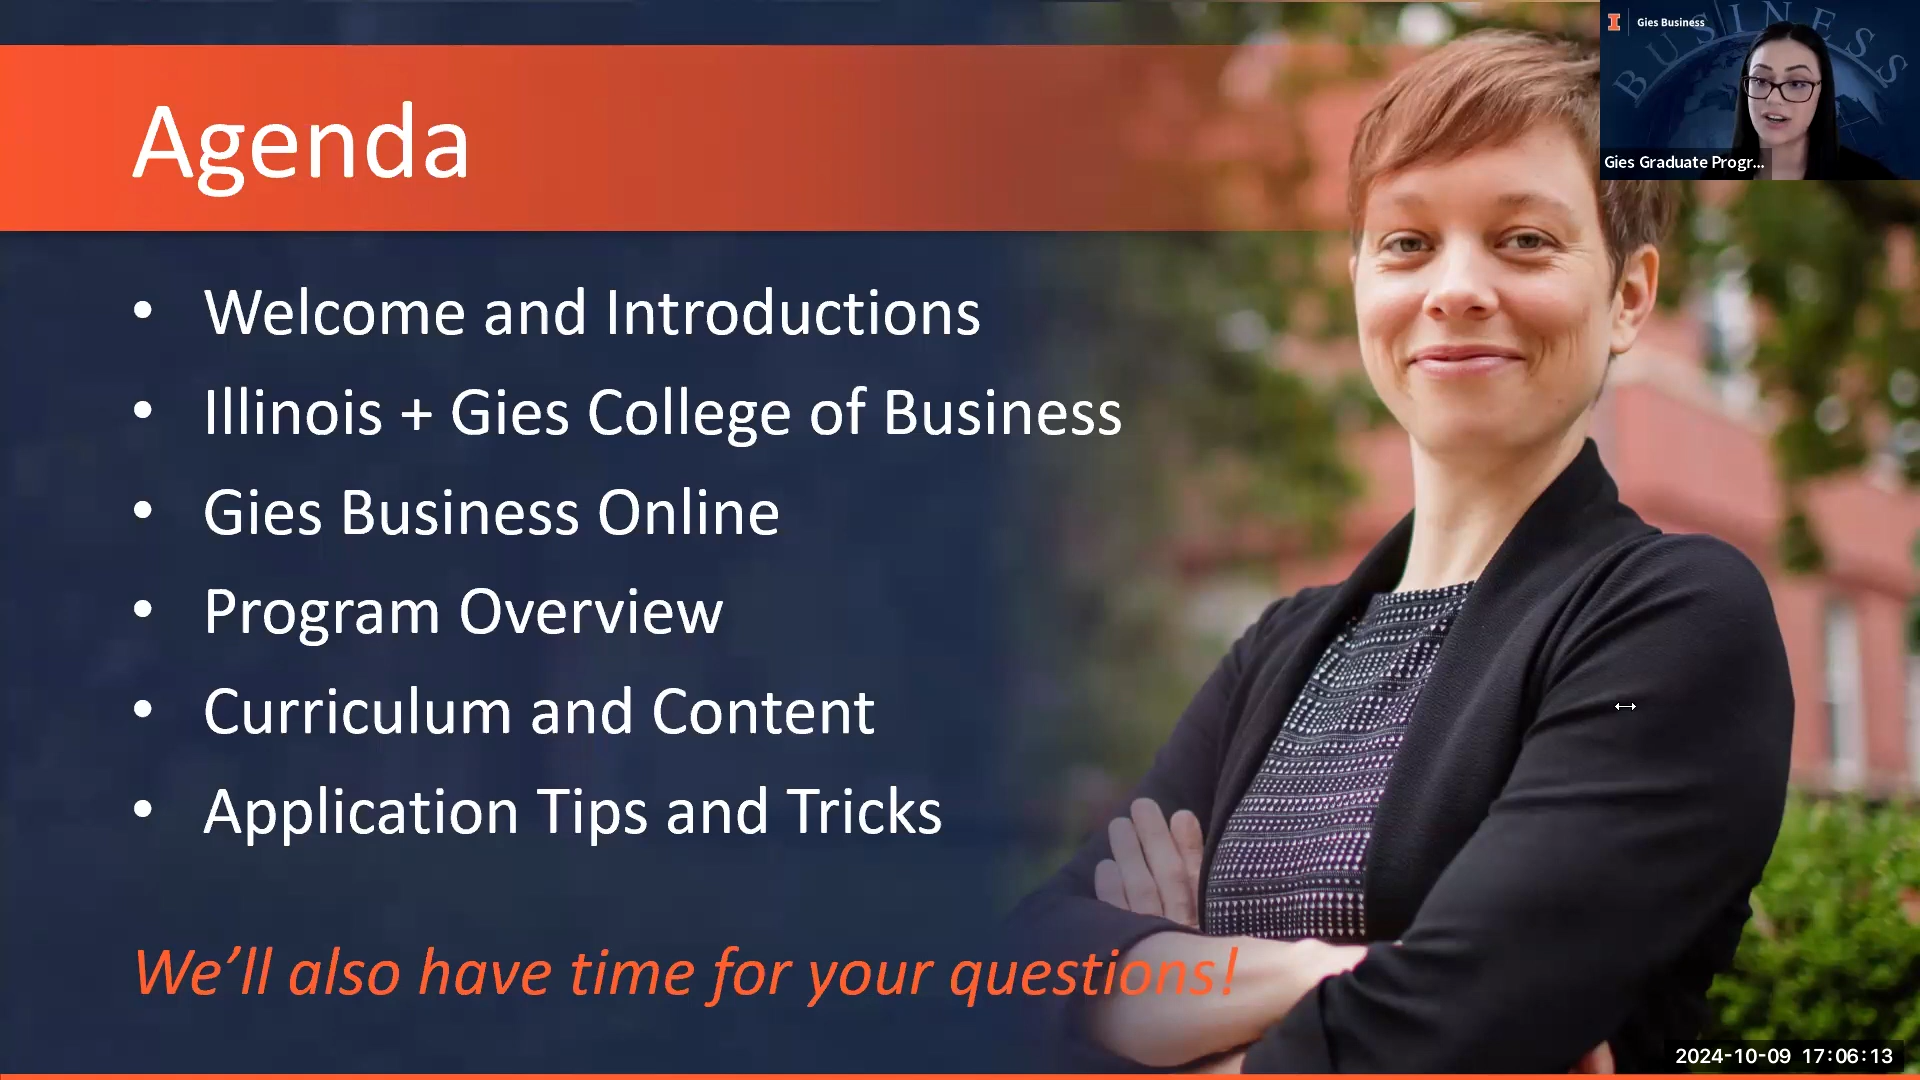 Agenda
• Welcome and Introductions
• Illinois + Gies College of Business
• Gies Business Online
• Program Overview
• Curriculum and Content
• Application Tips and Tricks
We’ll also have time for your questions!
I Gies Business
BUSINESS
Gies Graduate Progr...
2024-10-09 17:06:13